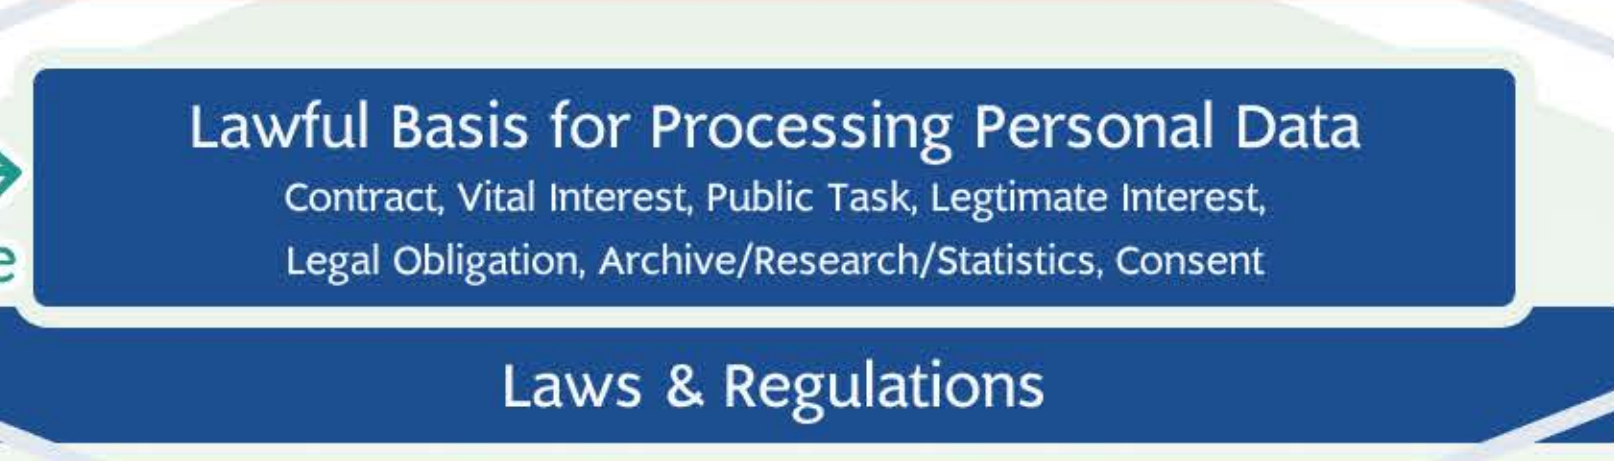 Lawful Basis for Processing Personal Data
Contract, Vital Interest, Public Task, Legtimate Interest,
Legal Obligation, Archive/Research/Statistics, Consent
e
Laws & Regulations